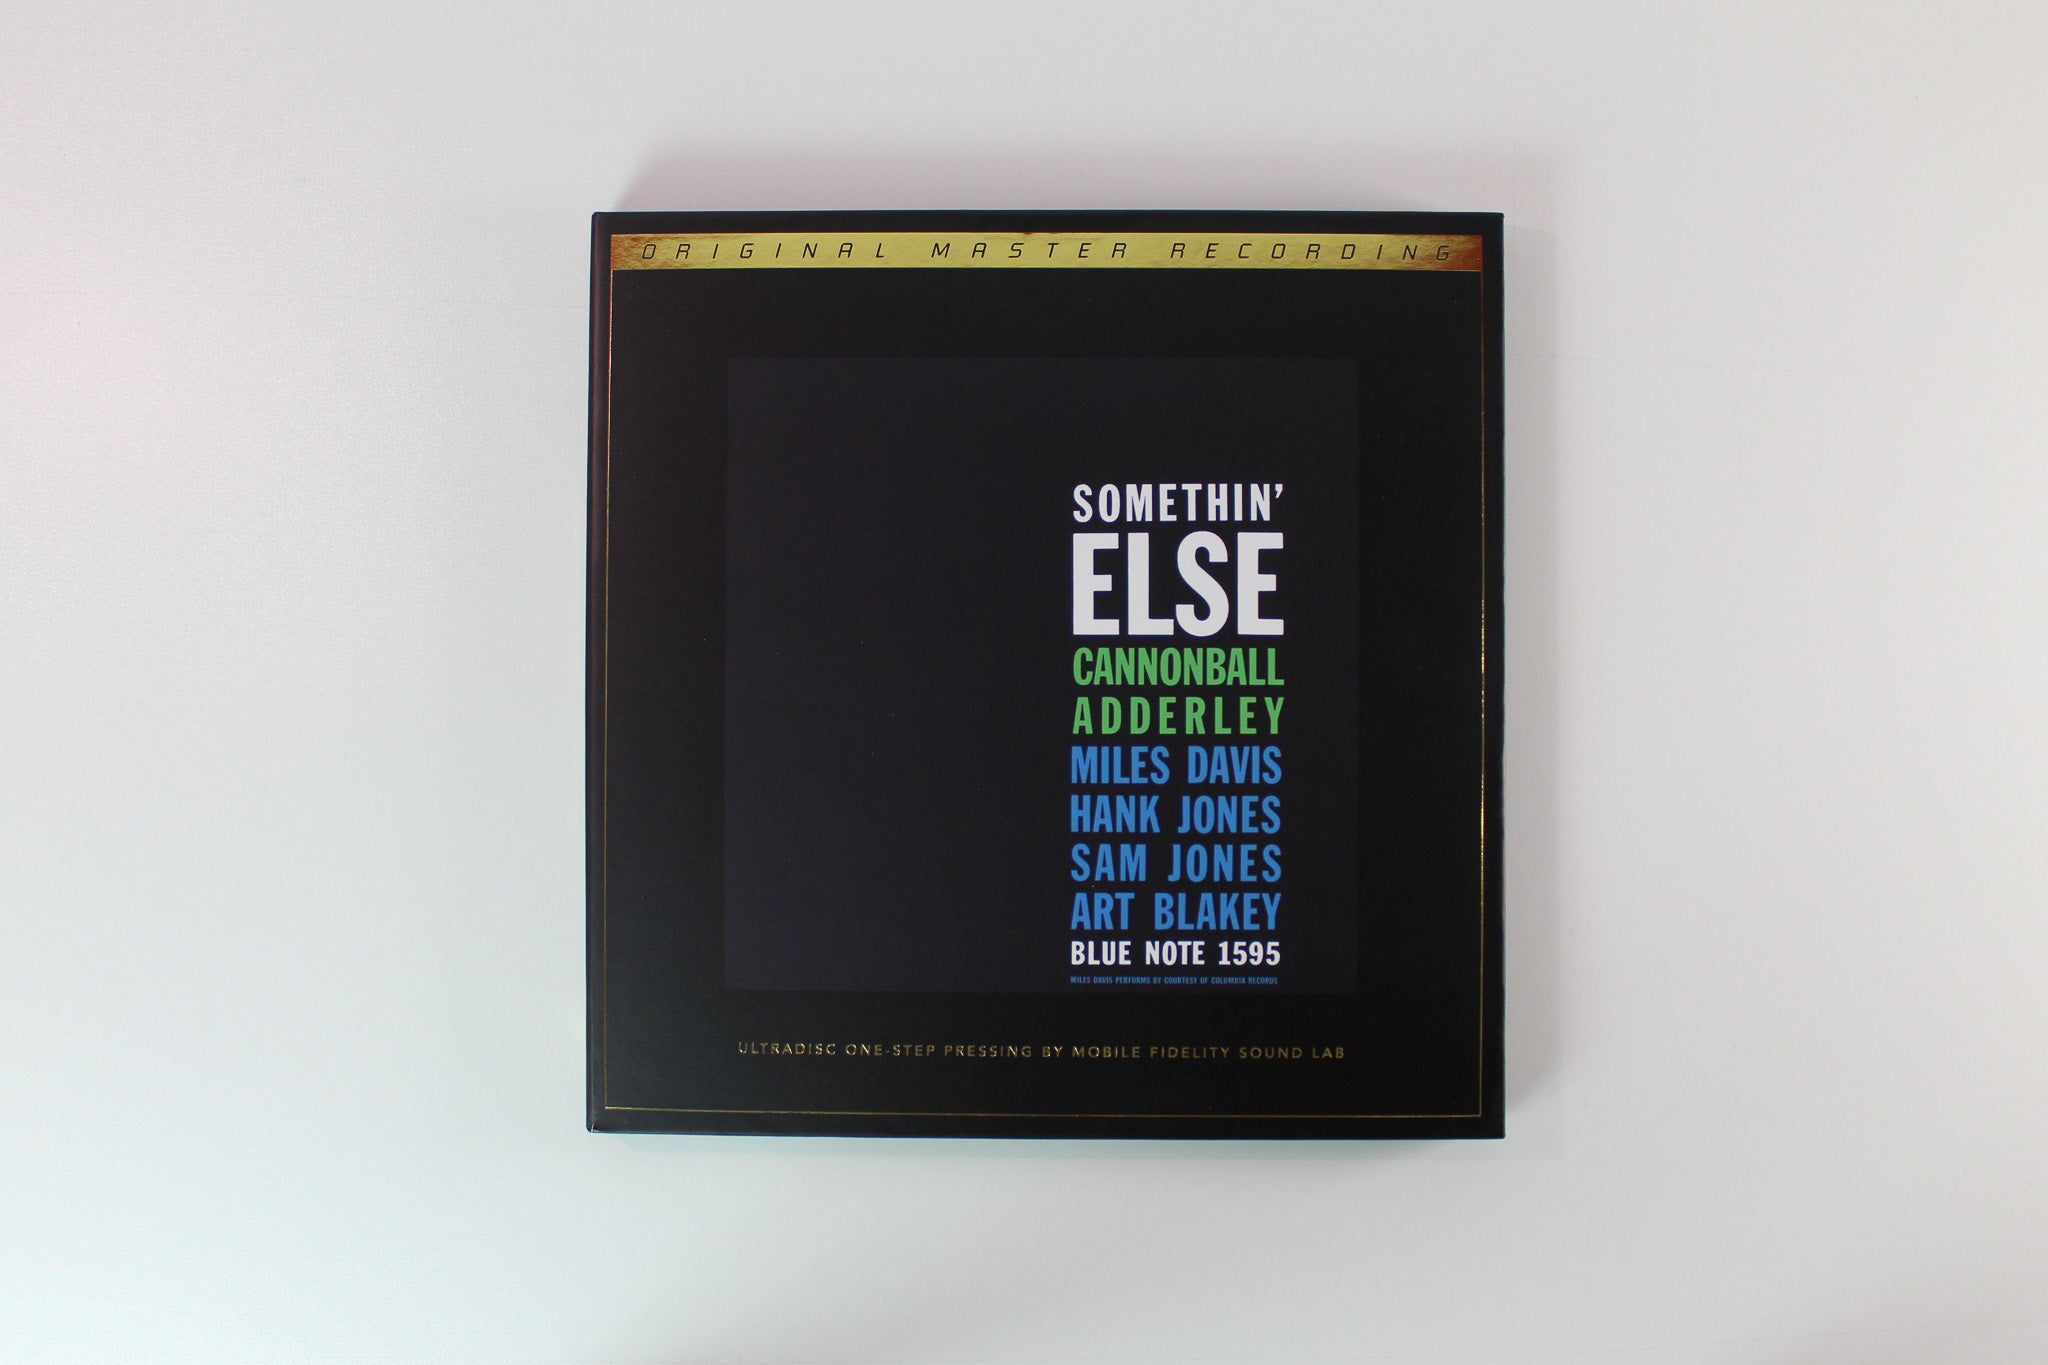 ORIGINAL MASTER RECORDING
SOMETHIN'
ELSE
CANNONBALL
ADDERLEY
MILES DAVIS
HANK JONES
SAM JONES
ART BLAKEY
BLUE NOTE 1595
MILES DAVIS PERFORMS BY COURTESY OF COLUMBIA RECORDS
ULTRADISC ONE-STEP PRESSING BY MOBILE FIDELITY SOUND LAB